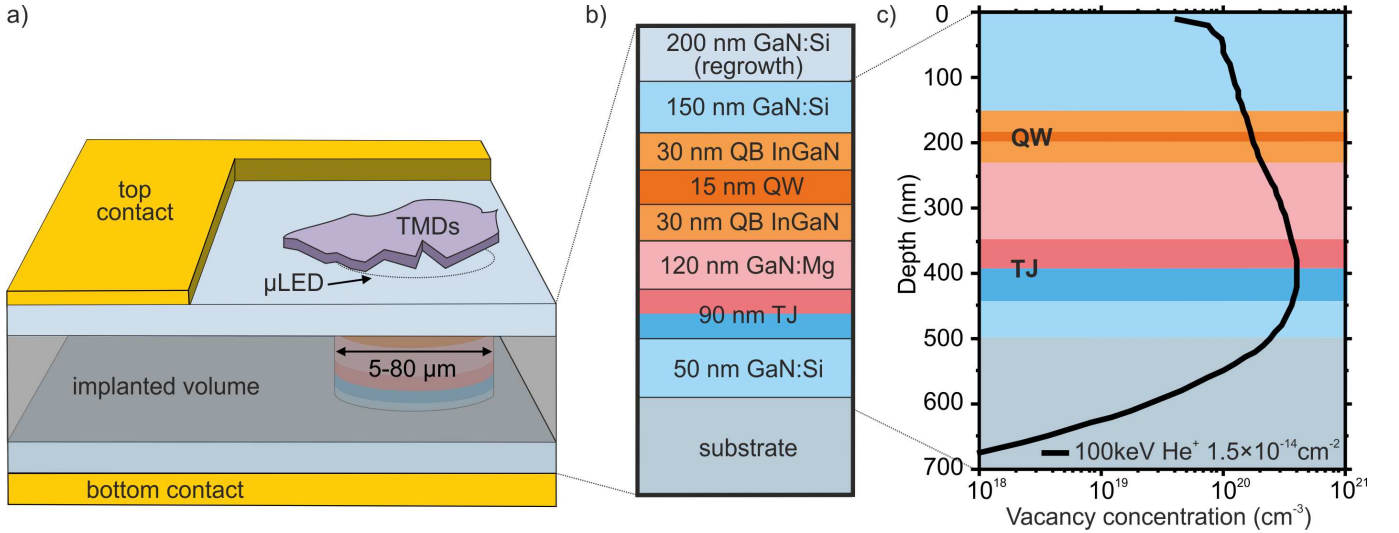 a)
top
contact
TMDs
µLED
5-80 µm
implanted volume
bottom contact
b)
200 nm GaN:Si
(regrowth)
150 nm GaN:Si
30 nm QB InGaN
15 nm QW
30 nm QB InGaN
120 nm GaN:Mg
90 nm TJ
50 nm GaN:Si
substrate
c)
0
100
200
300
400
500
600
700
Depth (nm)
QW
TJ
100keV He⁺ 1.5×10⁻¹⁴cm⁻²
10¹⁸ 10¹⁹ 10²⁰ 10²¹
Vacancy concentration (cm⁻³)